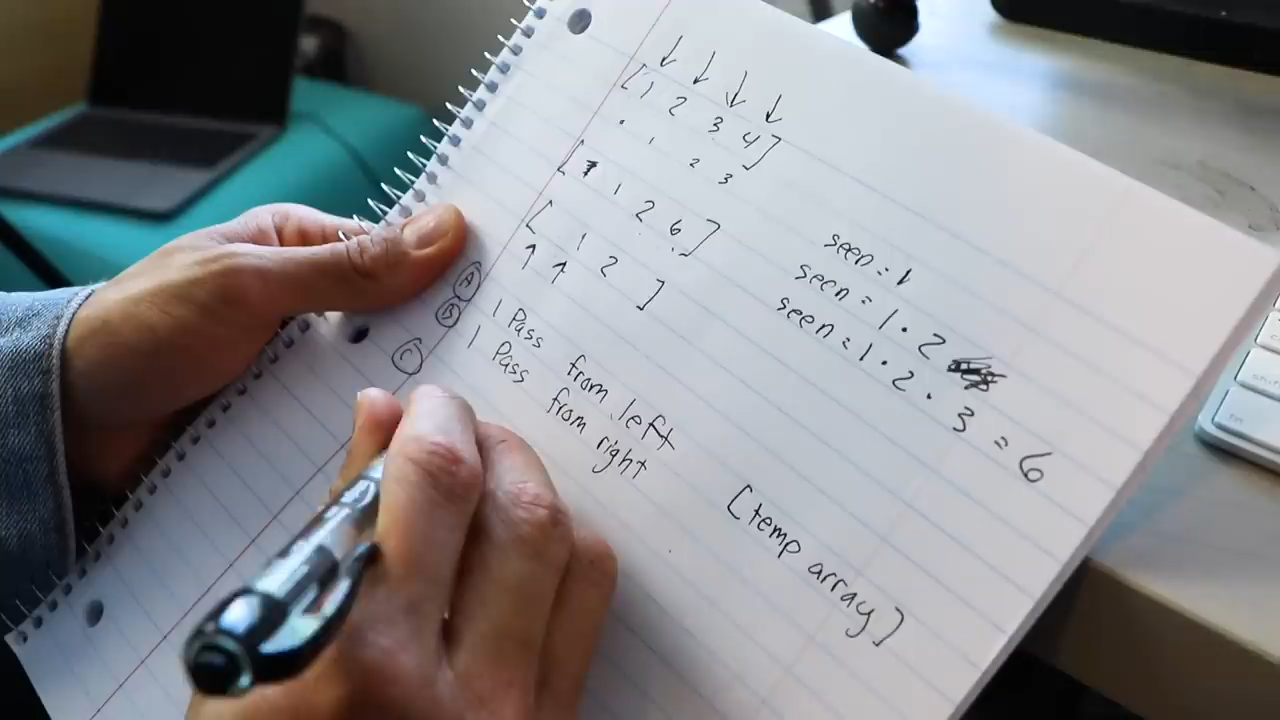 ↓ ↓ ↓ ↓
[1 2 3 4]
. 1 2 3
[1 1 2 6]
[ 1 2 ]
↑ ↑
seen = 1
seen = 1 · 2
seen = 1 · 2 · 3 = 6
A 1 Pass from left
B 1 Pass from right
C
[temp array]